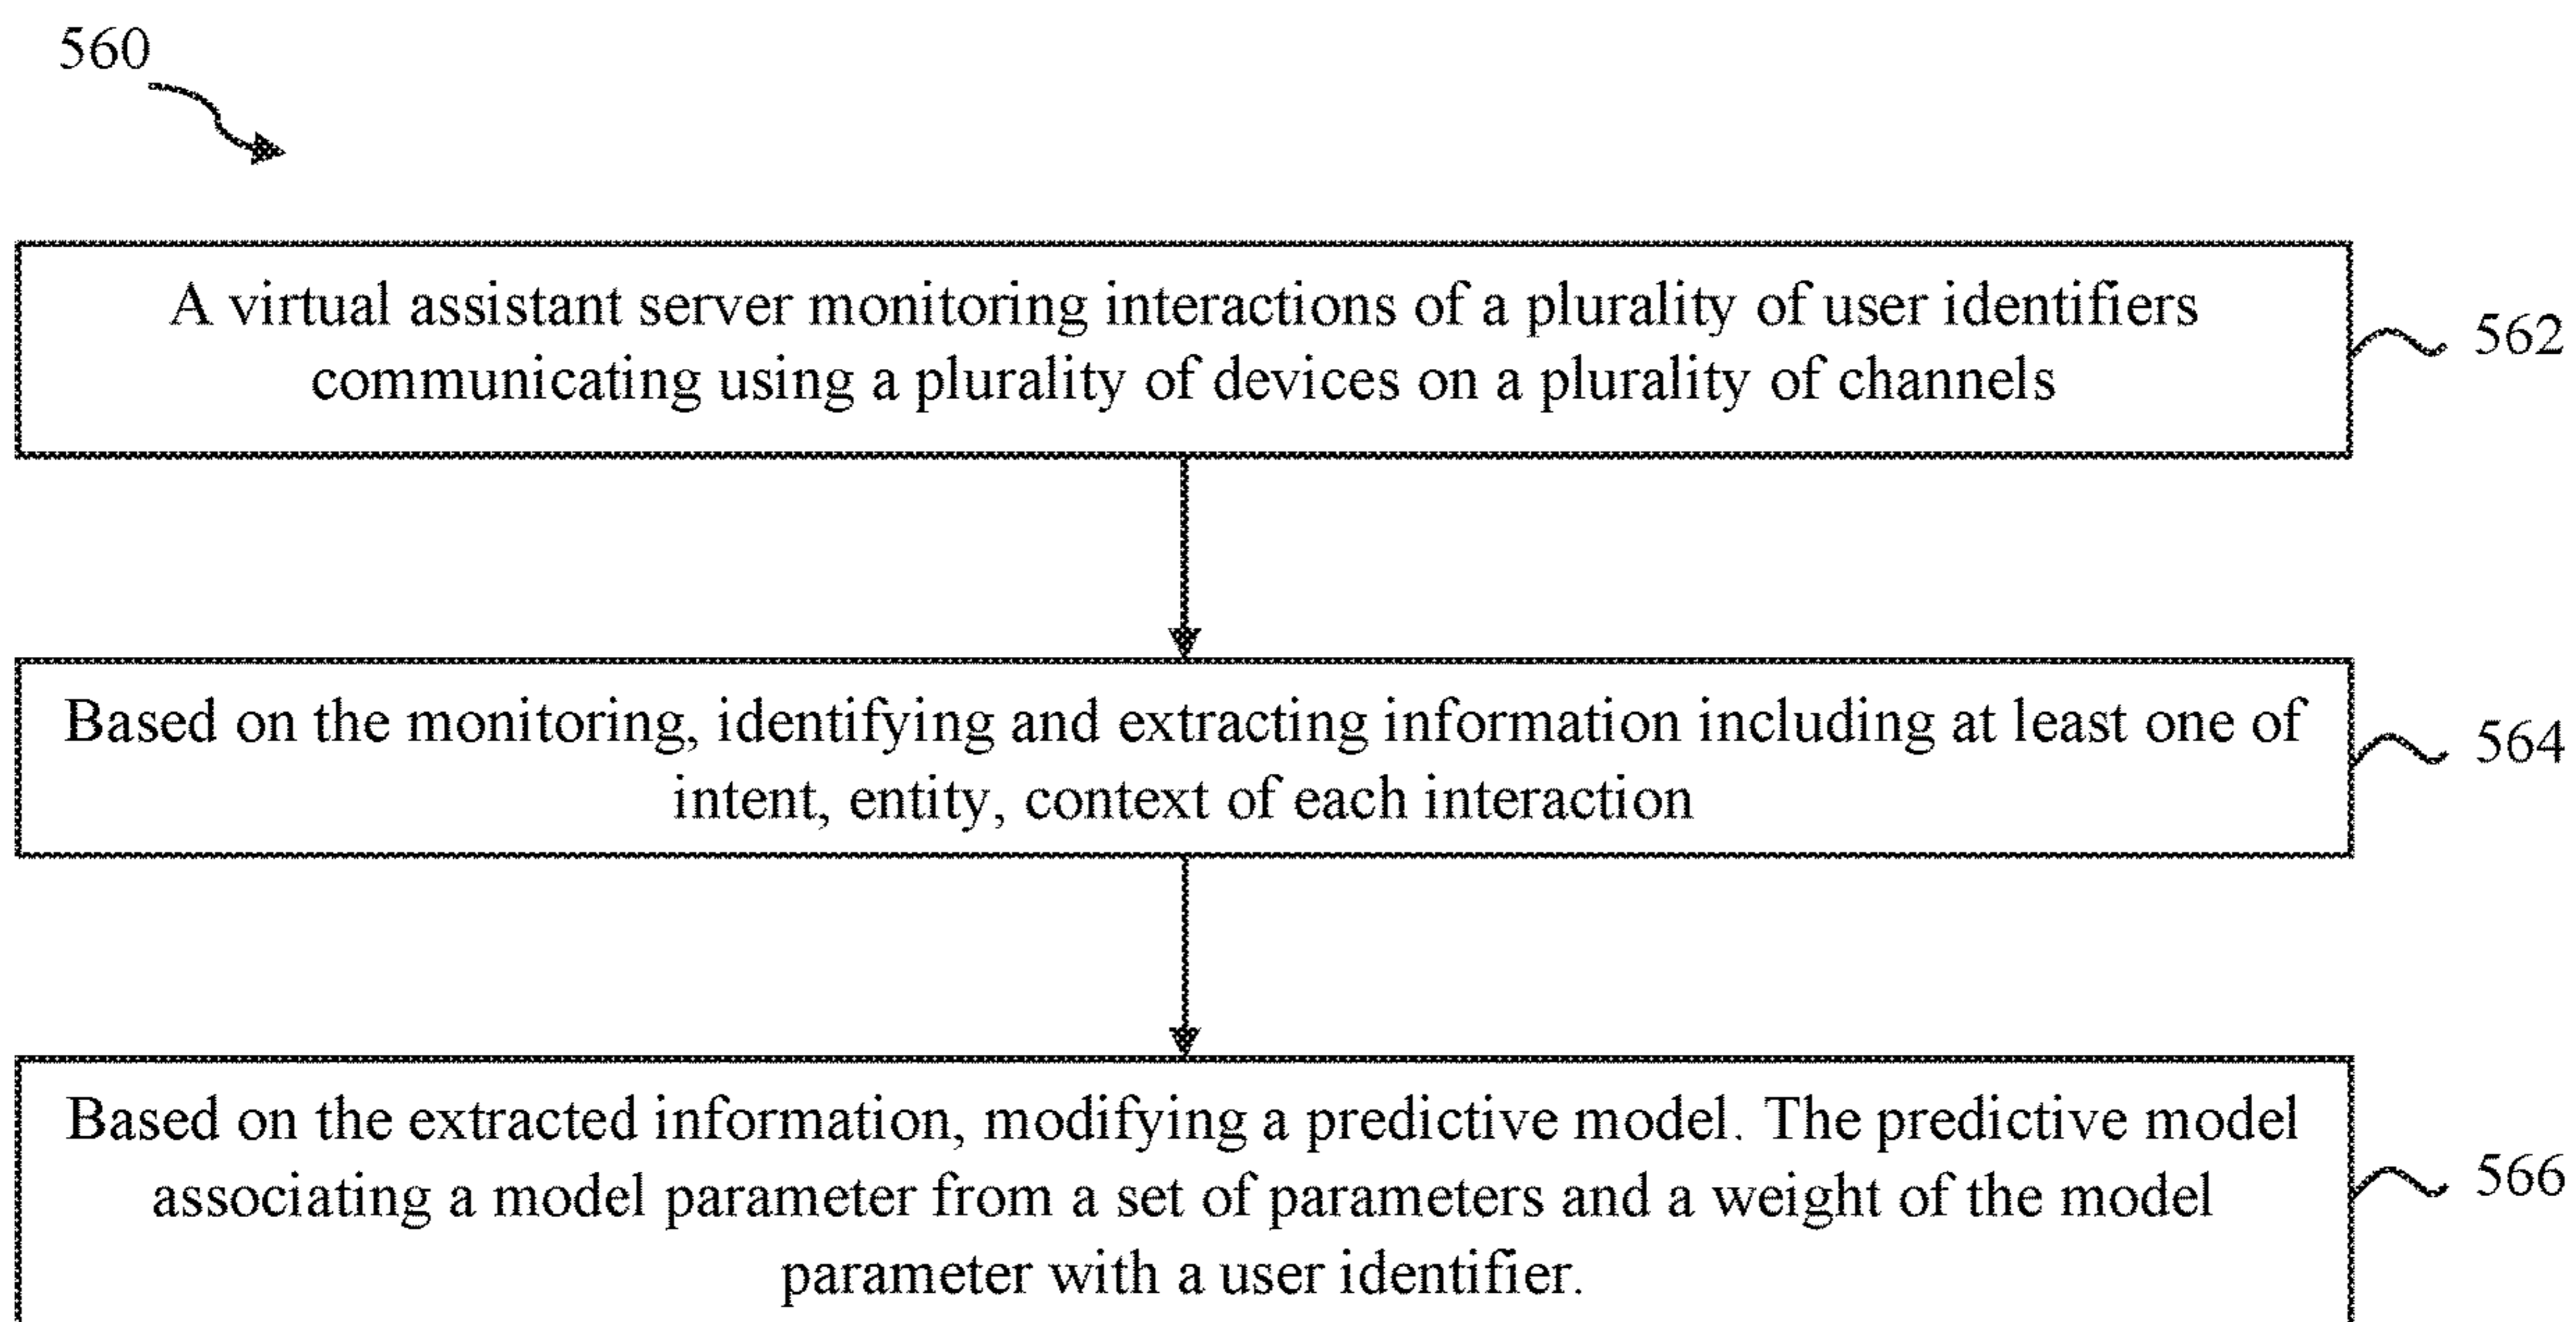 560
A virtual assistant server monitoring interactions of a plurality of user identifiers
communicating using a plurality of devices on a plurality of channels
562
Based on the monitoring, identifying and extracting information including at least one of
intent, entity, context of each interaction
564
Based on the extracted information, modifying a predictive model. The predictive model
associating a model parameter from a set of parameters and a weight of the model
parameter with a user identifier.
566